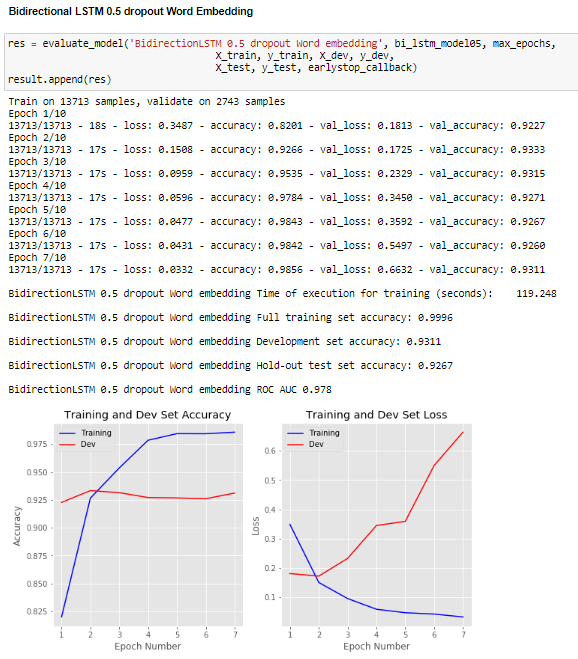 Bidirectional LSTM 0.5 dropout Word Embedding
res = evaluate_model('BidirectionLSTM 0.5 dropout Word embedding', bi_lstm_model05, max_epochs,
X_train, y_train, X_dev, y_dev,
X_test, y_test, earlystop_callback)
result.append(res)
Train on 13713 samples, validate on 2743 samples
Epoch 1/10
13713/13713 - 18s - loss: 0.3487 - accuracy: 0.8201 - val_loss: 0.1813 - val_accuracy: 0.9227
Epoch 2/10
13713/13713 - 17s - loss: 0.1508 - accuracy: 0.9266 - val_loss: 0.1725 - val_accuracy: 0.9333
Epoch 3/10
13713/13713 - 17s - loss: 0.0959 - accuracy: 0.9535 - val_loss: 0.2329 - val_accuracy: 0.9315
Epoch 4/10
13713/13713 - 17s - loss: 0.0596 - accuracy: 0.9784 - val_loss: 0.3450 - val_accuracy: 0.9271
Epoch 5/10
13713/13713 - 17s - loss: 0.0477 - accuracy: 0.9843 - val_loss: 0.3592 - val_accuracy: 0.9267
Epoch 6/10
13713/13713 - 17s - loss: 0.0431 - accuracy: 0.9842 - val_loss: 0.5497 - val_accuracy: 0.9260
Epoch 7/10
13713/13713 - 17s - loss: 0.0332 - accuracy: 0.9856 - val_loss: 0.6632 - val_accuracy: 0.9311
BidirectionLSTM 0.5 dropout Word embedding Time of execution for training (seconds): 119.248
BidirectionLSTM 0.5 dropout Word embedding Full training set accuracy: 0.9996
BidirectionLSTM 0.5 dropout Word embedding Development set accuracy: 0.9311
BidirectionLSTM 0.5 dropout Word embedding Hold-out test set accuracy: 0.9267
BidirectionLSTM 0.5 dropout Word embedding ROC AUC 0.978
Training and Dev Set Accuracy
Training
Dev
0.975
0.950
0.925
0.900
0.875
0.850
0.825
Accuracy
1 2 3 4 5 6 7
Epoch Number
Training and Dev Set Loss
Training
Dev
0.6
0.5
0.4
0.3
0.2
0.1
Loss
1 2 3 4 5 6 7
Epoch Number